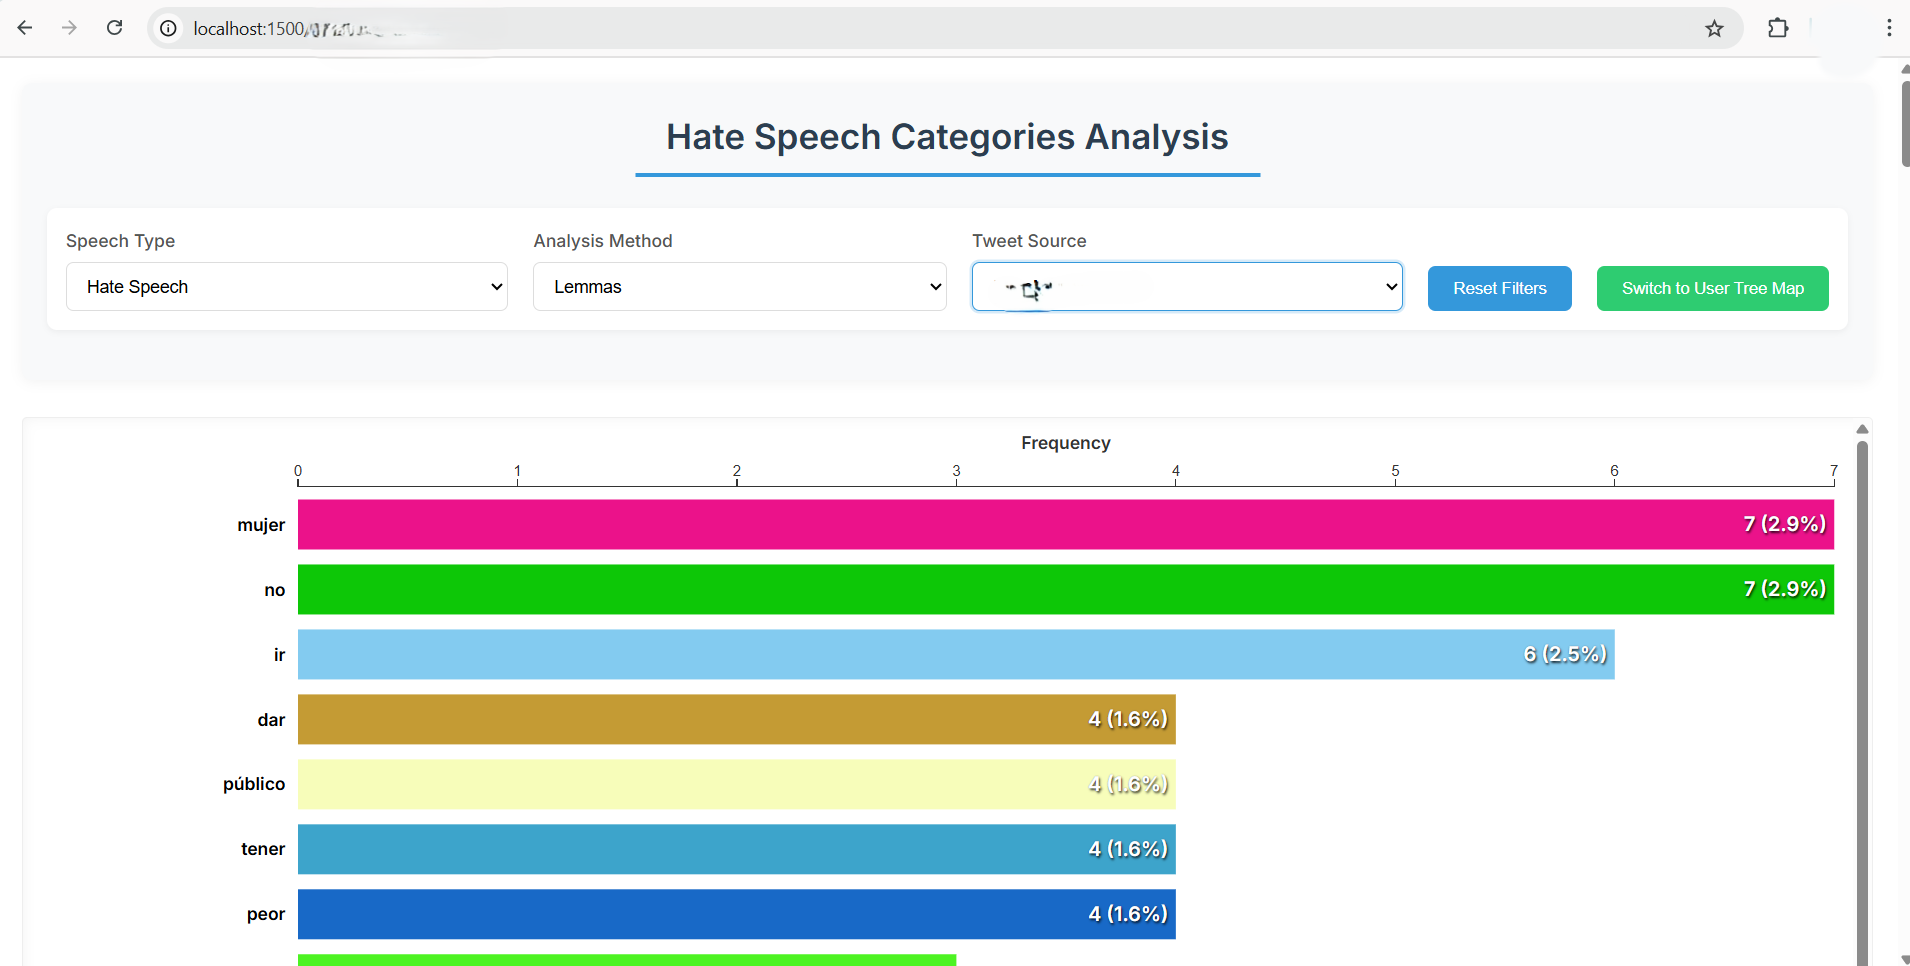 localhost:1500
Hate Speech Categories Analysis
Speech Type
Analysis Method
Tweet Source
Hate Speech
Lemmas
Reset Filters
Switch to User Tree Map
Frequency
0 1 2 3 4 5 6 7
mujer 7 (2.9%)
no 7 (2.9%)
ir 6 (2.5%)
dar 4 (1.6%)
público 4 (1.6%)
tener 4 (1.6%)
peor 4 (1.6%)